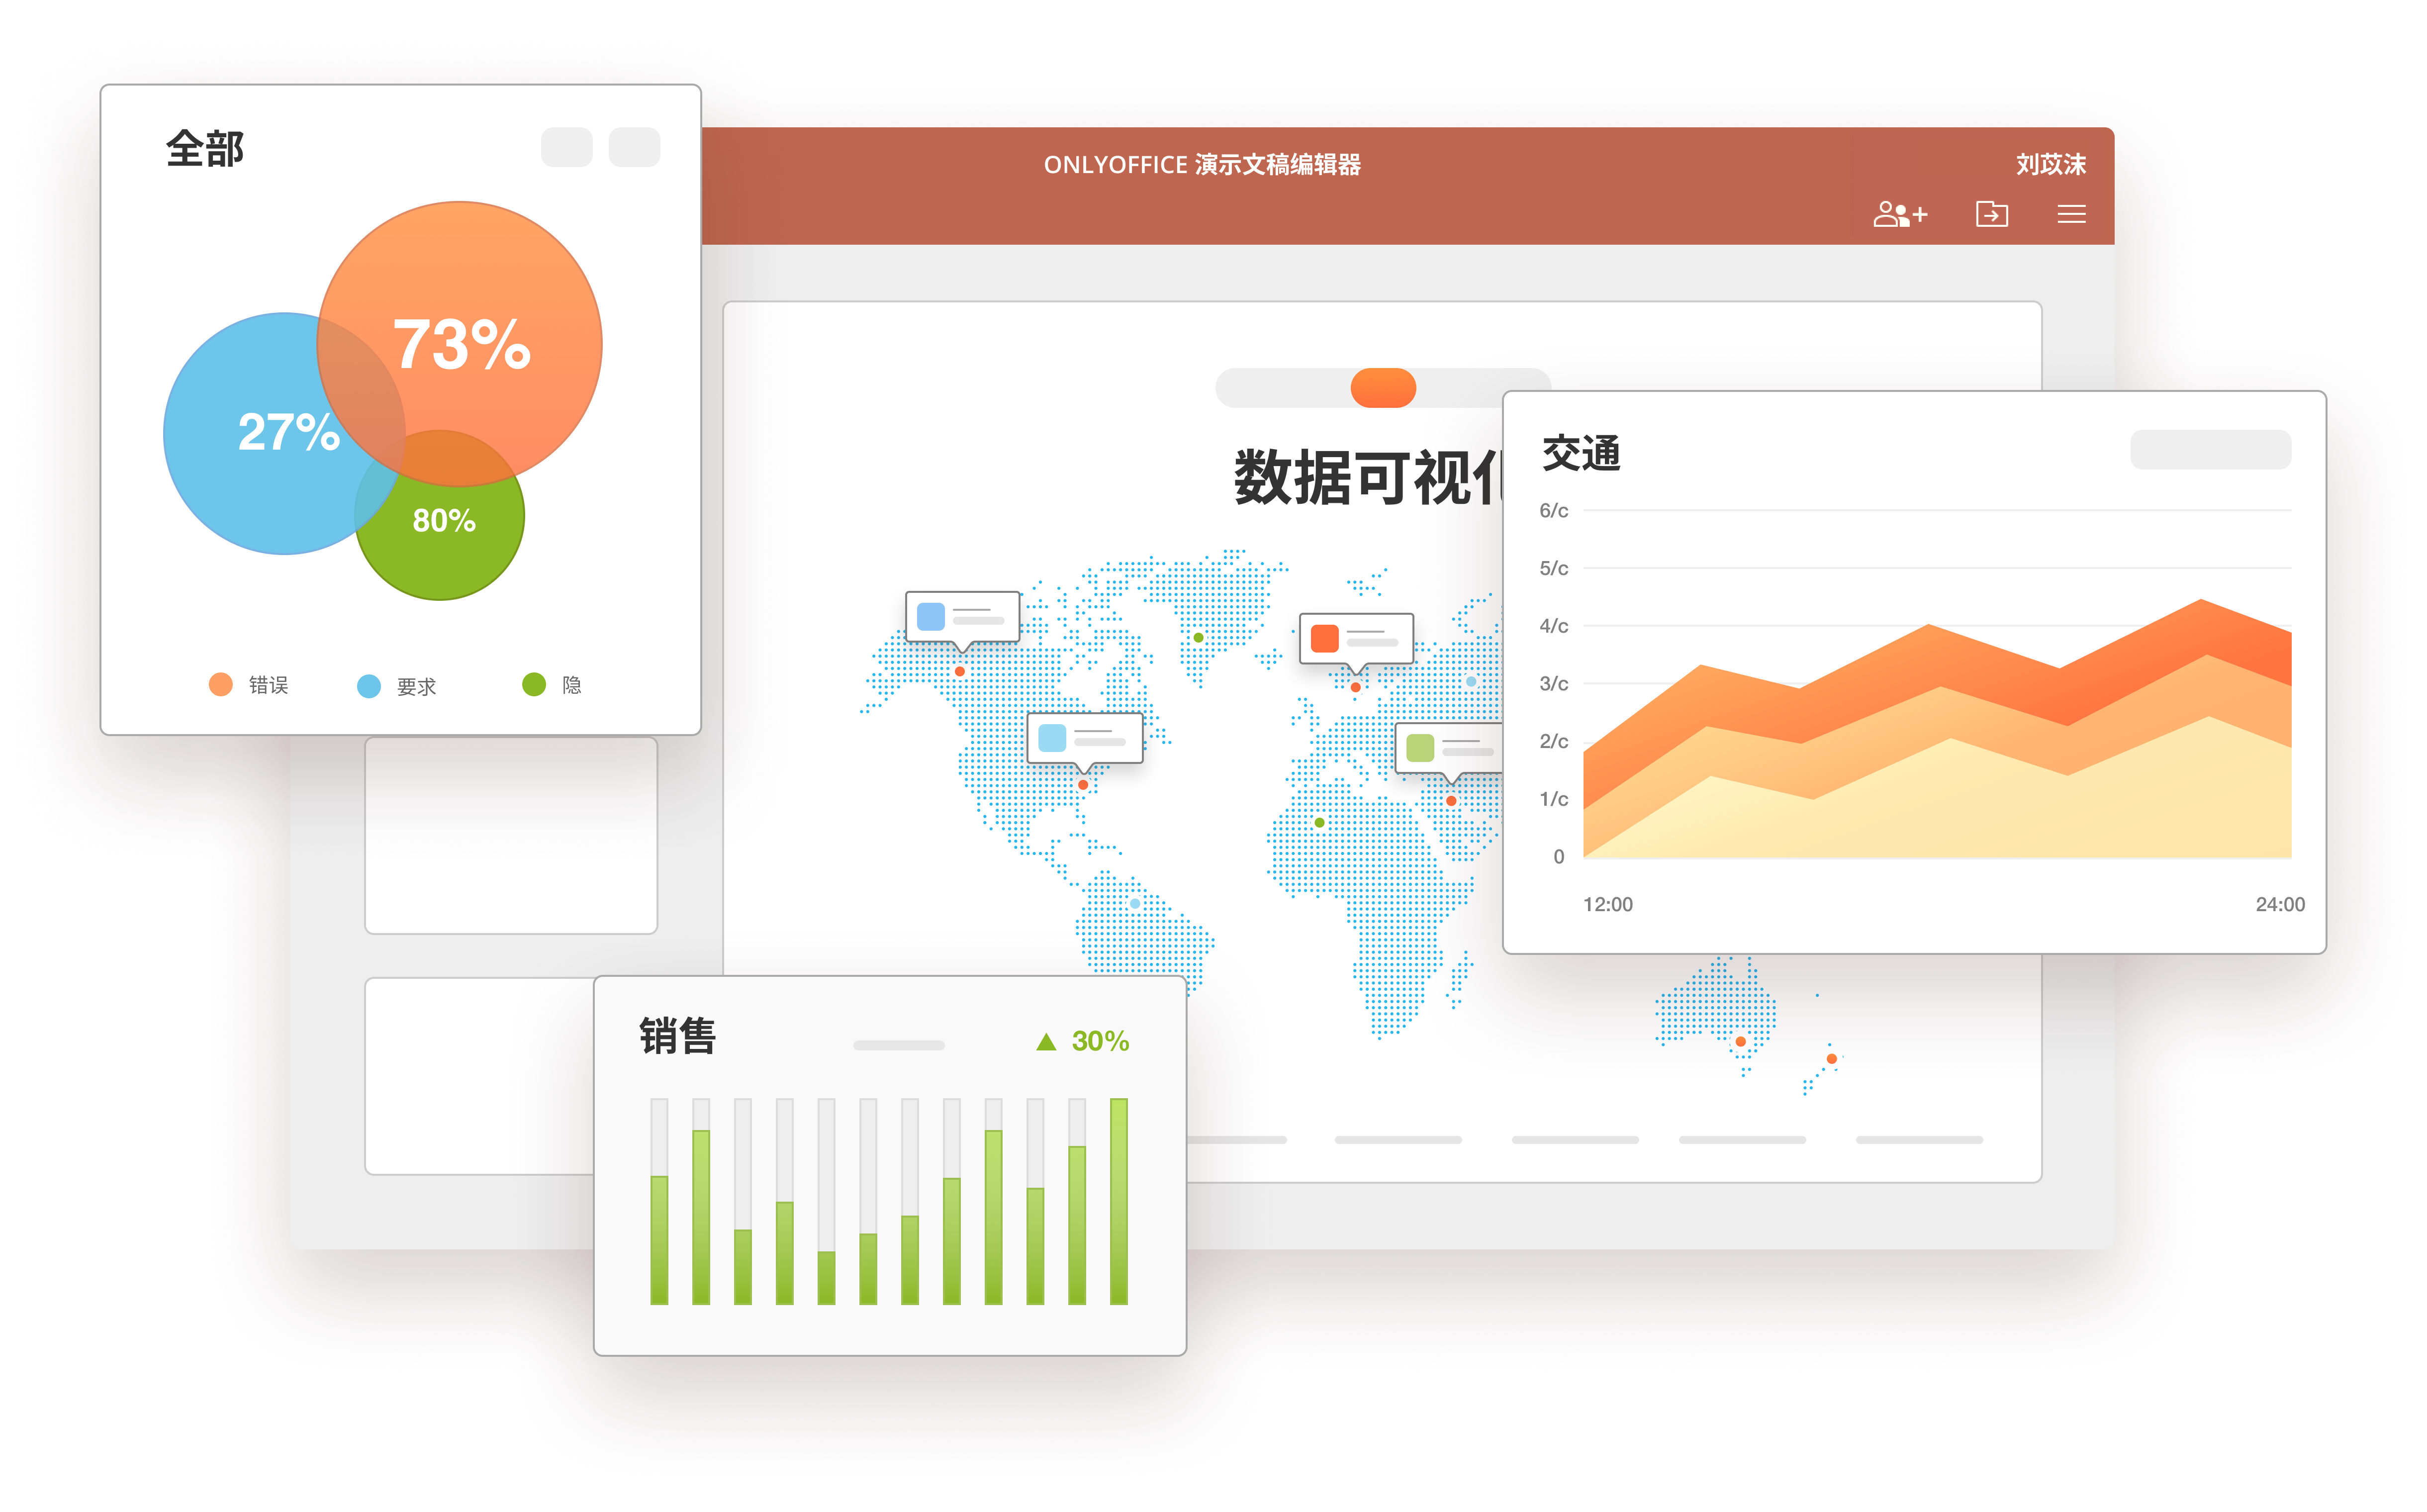 全部
73%
27%
80%
错误
要求
隐
ONLYOFFICE 演示文稿编辑器
刘苡沫
数据可视化
交通
6/c
5/c
4/c
3/c
2/c
1/c
0
12:00
24:00
销售
▲ 30%